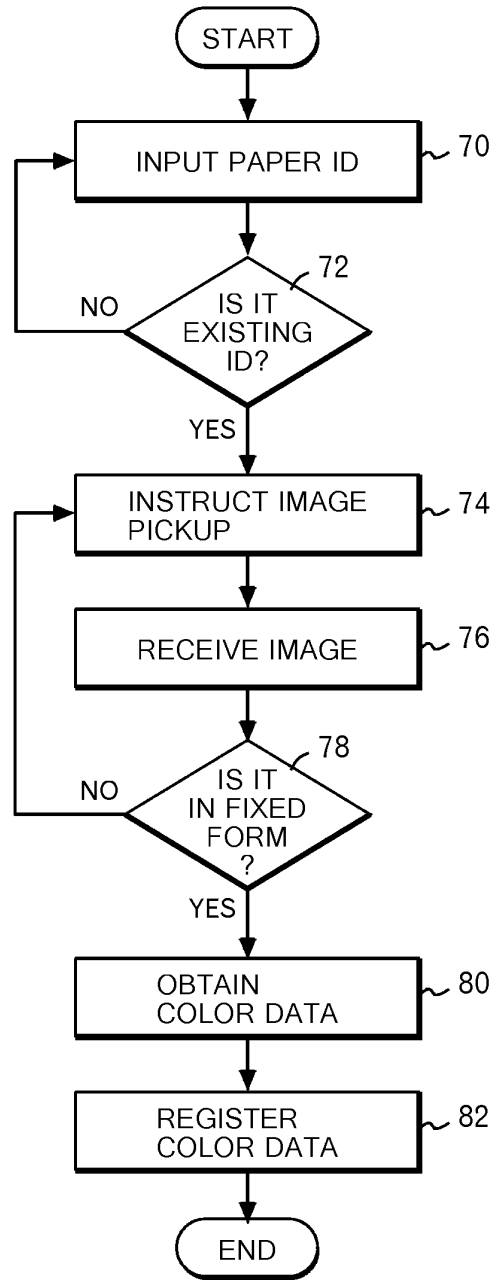 START
INPUT PAPER ID
70
72
IS IT
EXISTING
ID?
NO
YES
INSTRUCT IMAGE
PICKUP
74
RECEIVE IMAGE
76
78
IS IT
IN FIXED
FORM
?
NO
YES
OBTAIN
COLOR DATA
80
REGISTER
COLOR DATA
82
END